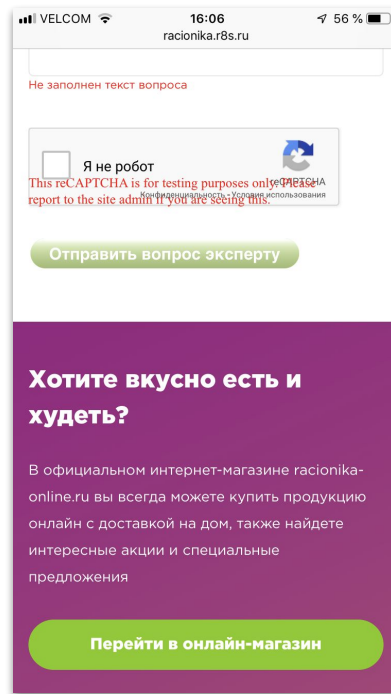 VELCOM 16:06 56 %
racionika.r8s.ru
Не заполнен текст вопроса
Я не робот
reCAPTCHA
Конфиденциальность - Условия использования
This reCAPTCHA is for testing purposes only. Please
report to the site admin if you are seeing this.
Отправить вопрос эксперту
Хотите вкусно есть и
худеть?
В официальном интернет-магазине racionika-
online.ru вы всегда можете купить продукцию
онлайн с доставкой на дом, также найдете
интересные акции и специальные
предложения
Перейти в онлайн-магазин